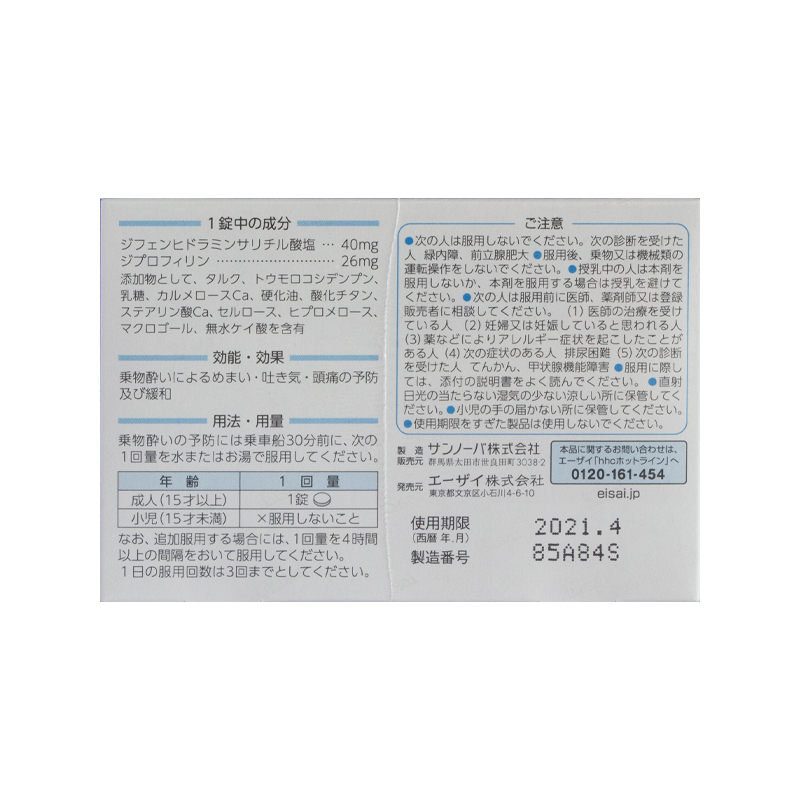 1錠中の成分
ジフェンヒドラミンサリチル酸塩 … 40mg
ジプロフィリン ……………………… 26mg
添加物として、タルク、トウモロコシデンプン、
乳糖、カルメロースCa、硬化油、酸化チタン、
ステアリン酸Ca、セルロース、ヒプロメロース、
マクロゴール、無水ケイ酸を含有
効能・効果
乗物酔いによるめまい・吐き気・頭痛の予防
及び緩和
用法・用量
乗物酔いの予防には乗車船30分前に、次の
1回量を水またはお湯で服用してください。
年齢 1回量
成人(15才以上) 1錠
小児(15才未満) ×服用しないこと
なお、追加服用する場合には、1回量を4時間
以上の間隔をおいて服用してください。
1日の服用回数は3回までとしてください。
ご注意
●次の人は服用しないでください。次の診断を受けた
人 緑内障、前立腺肥大 ●服用後、乗物又は機械類の
運転操作をしないでください。●授乳中の人は本剤を
服用しないか、本剤を服用する場合は授乳を避けて
ください。●次の人は服用前に医師、薬剤師又は登録
販売者に相談してください。(1)医師の治療を受け
ている人 (2)妊婦又は妊娠していると思われる人
(3)薬などによりアレルギー症状を起こしたことが
ある人 (4)次の症状のある人 排尿困難 (5)次の診断
を受けた人 てんかん、甲状腺機能障害 ●服用に際し
ては、添付の説明書をよく読んでください。●直射
日光の当たらない湿気の少ない涼しい所に保管してく
ださい。●小児の手の届かない所に保管してください。
●使用期限をすぎた製品は使用しないでください。
製造販売元 サンノーバ株式会社
群馬県太田市世良田町3038-2
発売元 エーザイ株式会社
東京都文京区小石川4-6-10
本品に関するお問い合わせは、
エーザイ「hhcホットライン」へ
0120-161-454
eisai.jp
使用期限 2021.4
(西暦 年.月)
製造番号 85A84S